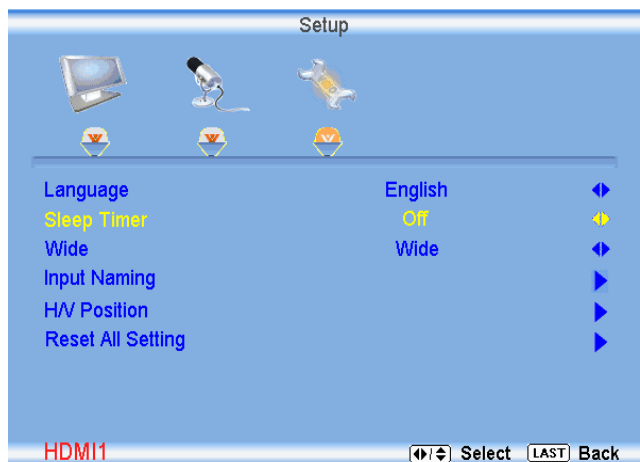 Setup
Language English
Sleep Timer Off
Wide Wide
Input Naming
H/V Position
Reset All Setting
HDMI1 / Select LAST Back